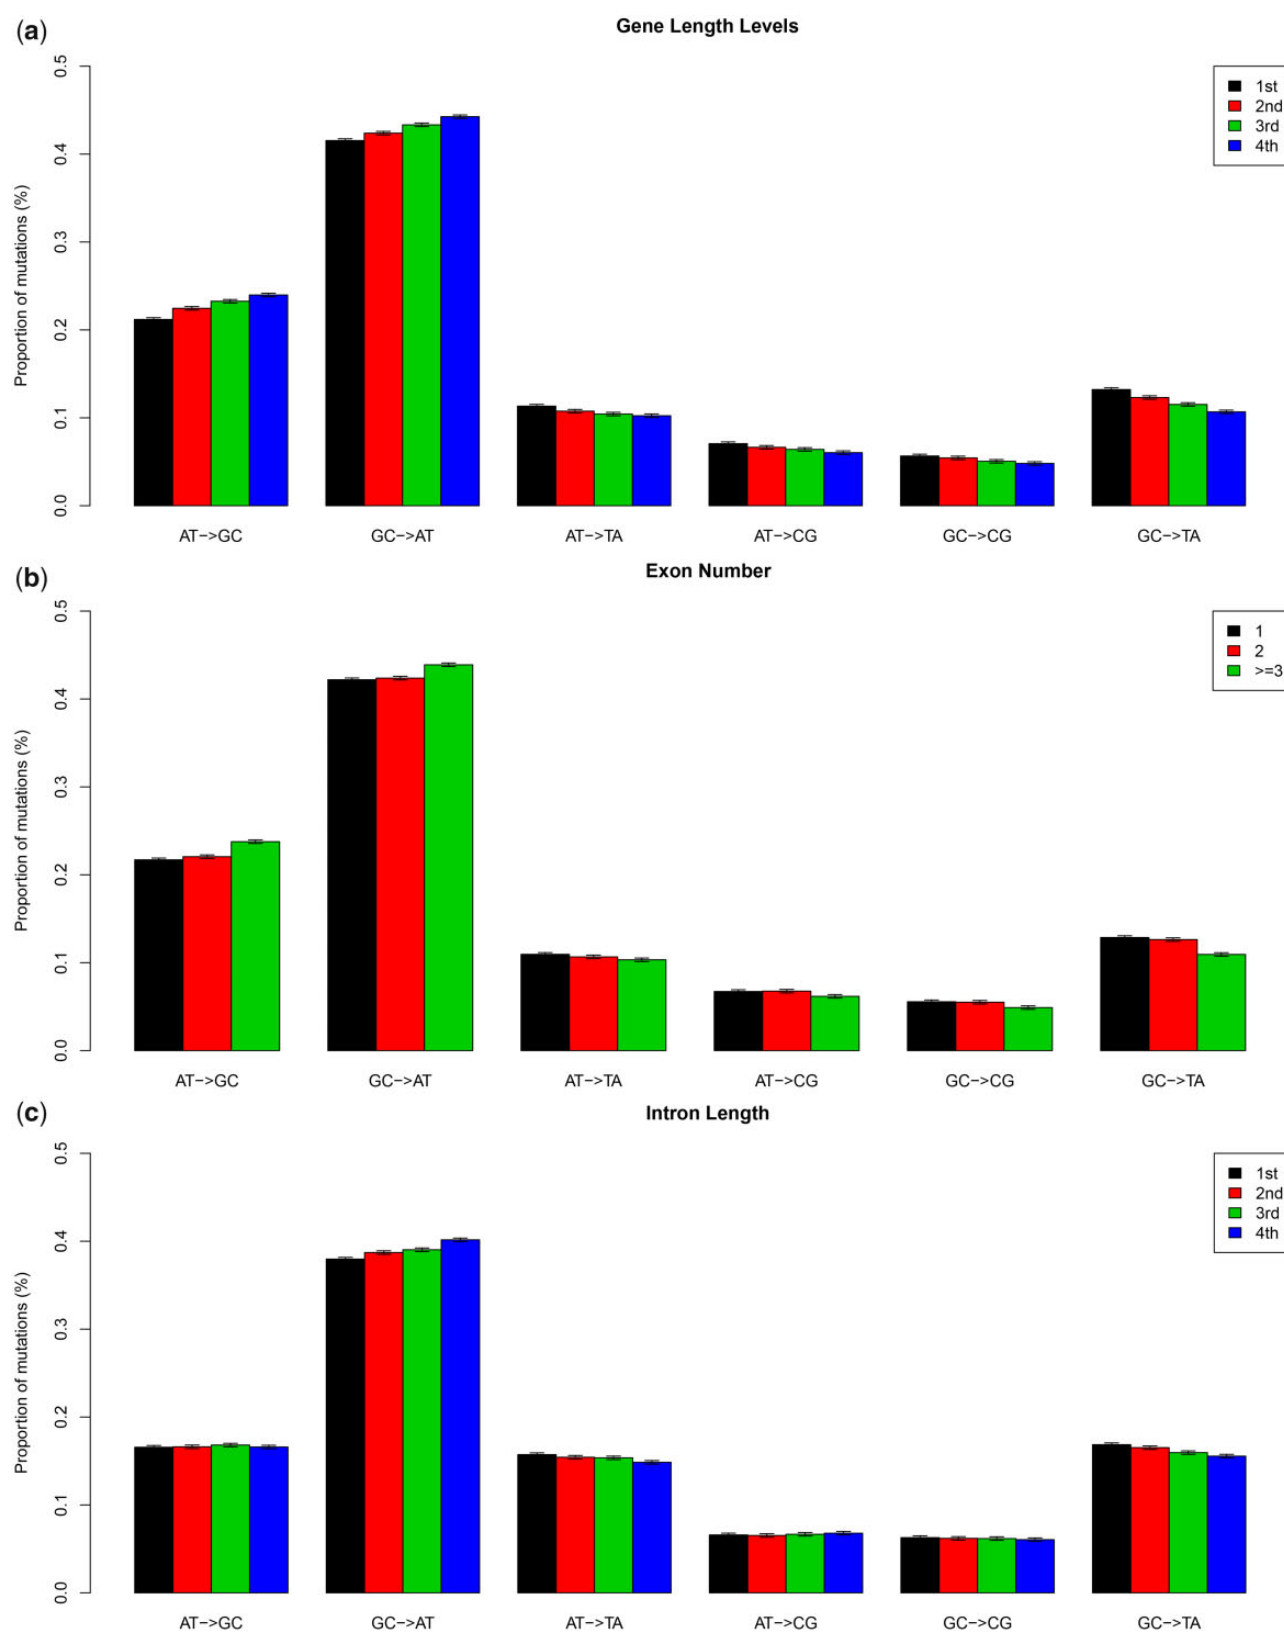 (a)
Gene Length Levels
Proportion of mutations (%)
0.5
0.4
0.3
0.2
0.1
0.0
1st
2nd
3rd
4th
AT->GC GC->AT AT->TA AT->CG GC->CG GC->TA
(b)
Exon Number
Proportion of mutations (%)
0.5
0.4
0.3
0.2
0.1
0.0
1
2
>=3
AT->GC GC->AT AT->TA AT->CG GC->CG GC->TA
(c)
Intron Length
Proportion of mutations (%)
0.5
0.4
0.3
0.2
0.1
0.0
1st
2nd
3rd
4th
AT->GC GC->AT AT->TA AT->CG GC->CG GC->TA